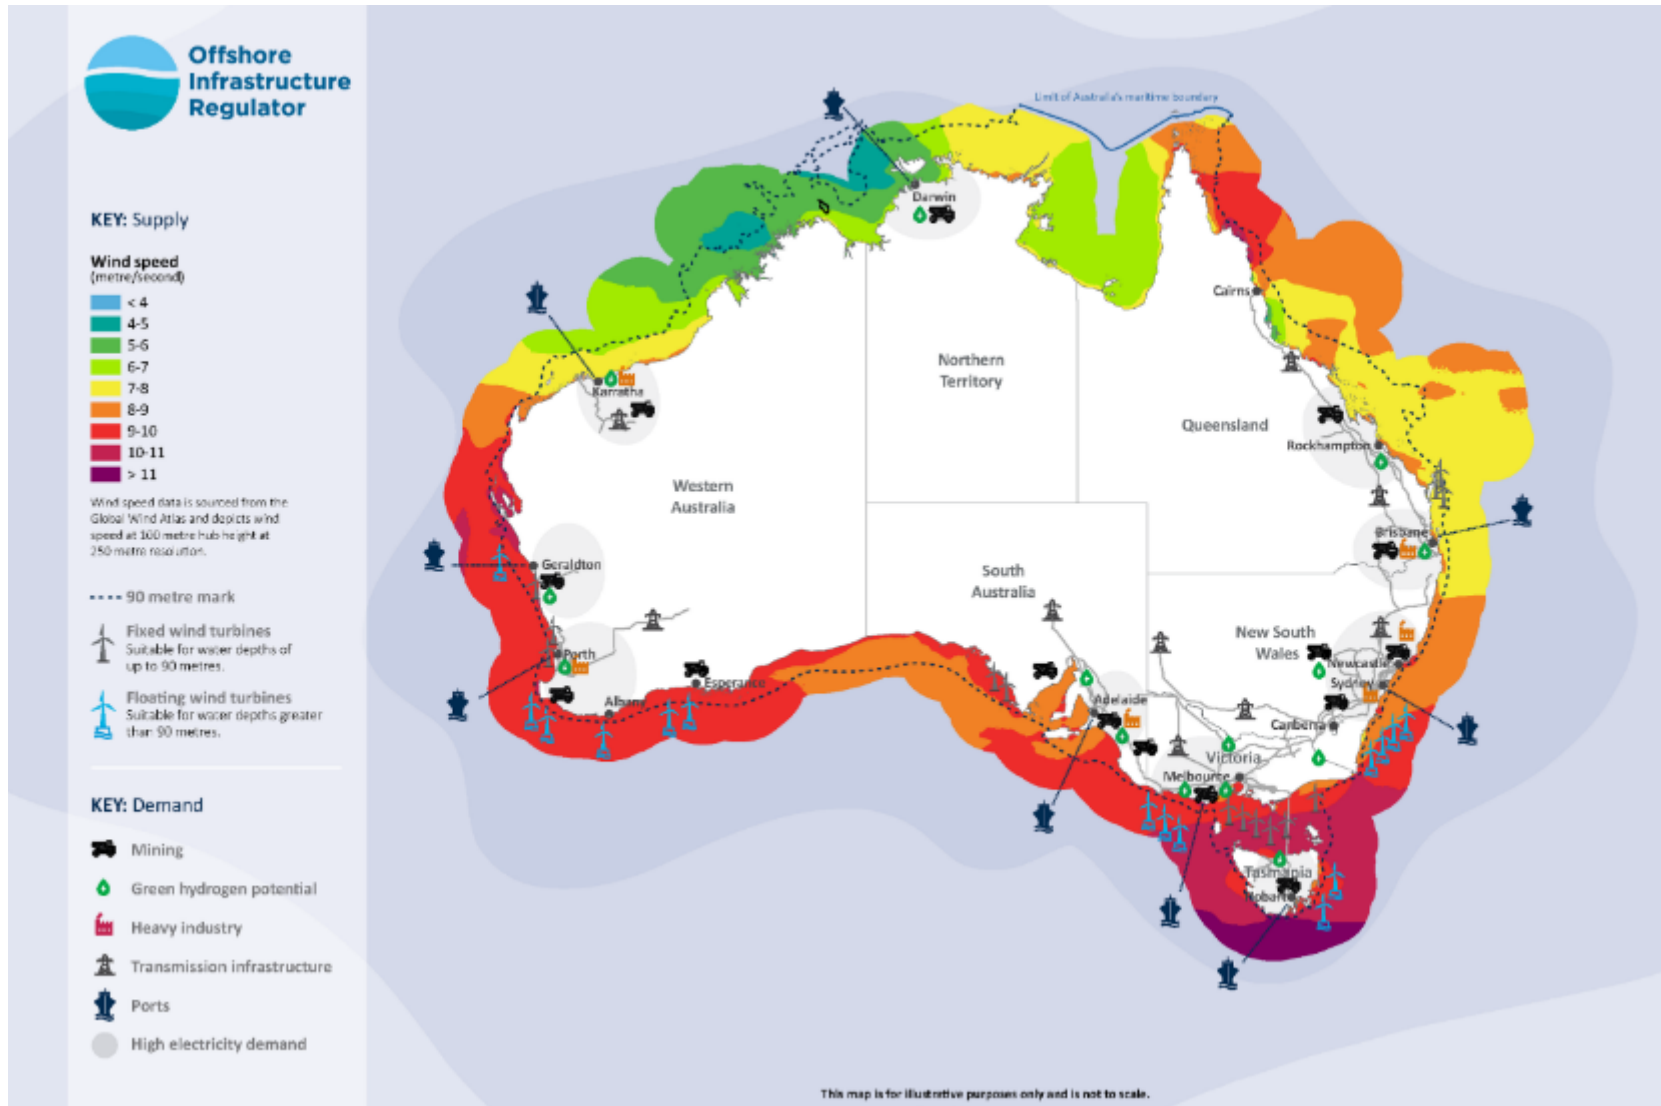 Offshore
Infrastructure
Regulator
KEY: Supply
Wind speed
(metre/second)
< 4
4-5
5-6
6-7
7-8
8-9
9-10
10-11
> 11
Wind speed data is sourced from the
Global Wind Atlas and depicts wind
speed at 100 metre hub height at
250 metre resolution.
90 metre mark
Fixed wind turbines
Suitable for water depths of
up to 90 metres.
Floating wind turbines
Suitable for water depths greater
than 90 metres.
KEY: Demand
Mining
Green hydrogen potential
Heavy industry
Transmission infrastructure
Ports
High electricity demand
Limit of Australia's maritime boundary
Darwin
Cairns
Karratha
Northern
Territory
Queensland
Rockhampton
Western
Australia
Brisbane
Geraldton
South
Australia
New South
Wales
Newcastle
Perth
Sydney
Esperance
Albany
Adelaide
Canberra
Victoria
Melbourne
Tasmania
Hobart
This map is for illustrative purposes only and is not to scale.